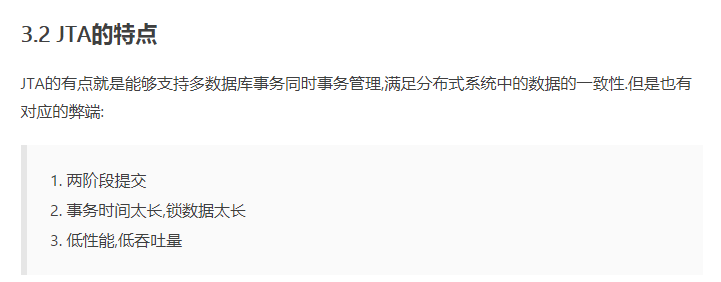 3.2 JTA的特点
JTA的有点就是能够支持多数据库事务同时事务管理,满足分布式系统中的数据的一致性.但是也有
对应的弊端:
1. 两阶段提交
2. 事务时间太长,锁数据太长
3. 低性能,低吞吐量